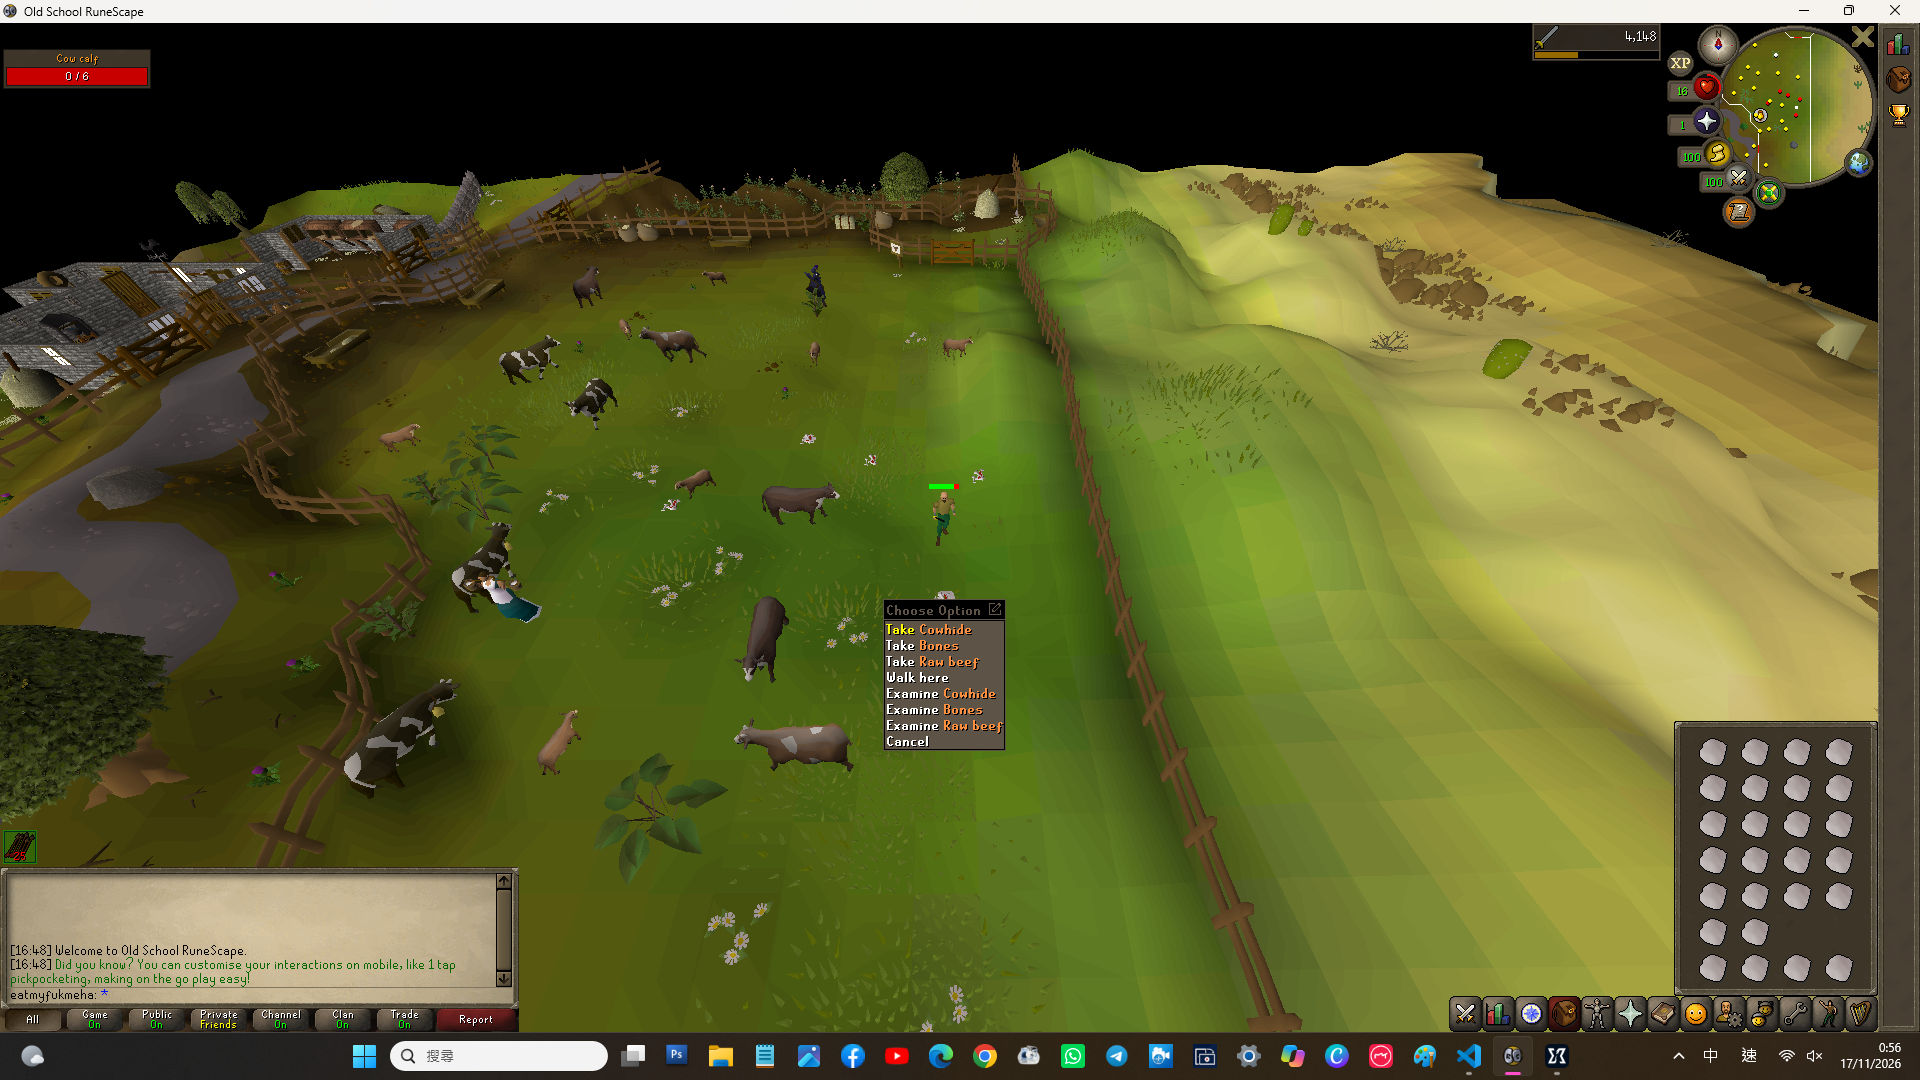 Old School RuneScape
Cow calf
0 / 6
4,148
N
XP
16
1
100
100
Choose Option
Take Cowhide
Take Bones
Take Raw beef
Walk here
Examine Cowhide
Examine Bones
Examine Raw beef
Cancel
[16:48] Welcome to Old School RuneScape.
[16:48] Did you know? You can customise your interactions on mobile, like 1 tap
pickpocketing, making on the go play easy!
eatmyfukmeha: *
All
Game
On
Public
On
Private
Friends
Channel
On
Clan
On
Trade
On
Report
搜尋
Ps
中
速
0:56
17/11/2026